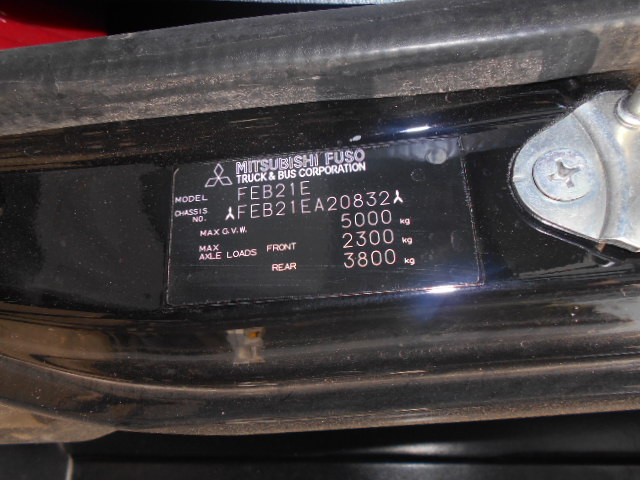 MITSUBISHI FUSO
TRUCK & BUS CORPORATION
MODEL FEB21E
CHASSIS NO. FEB21EA20832
MAX G.V.W. 5000 kg
MAX AXLE LOADS FRONT 2300 kg
REAR 3800 kg